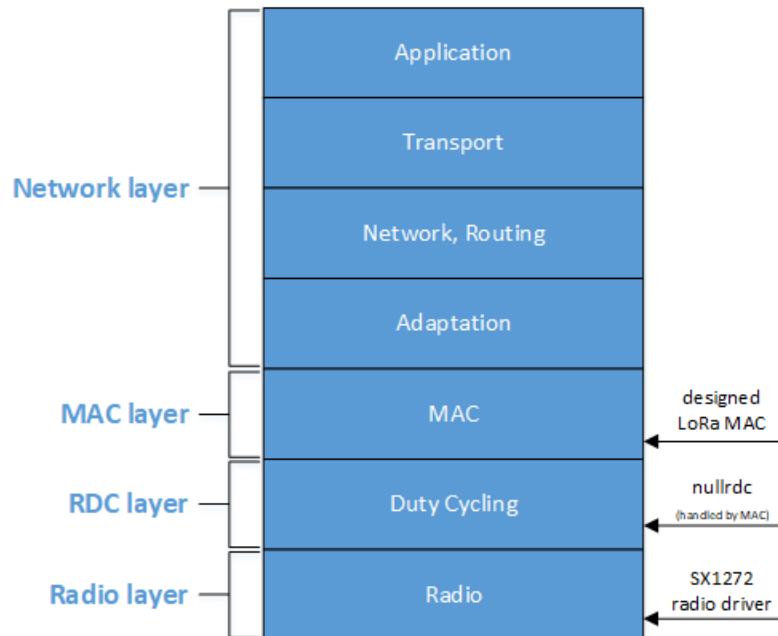 Application
Transport
Network layer
Network, Routing
Adaptation
MAC layer
MAC
designed
LoRa MAC
RDC layer
Duty Cycling
nullrdc
(handled by MAC)
Radio layer
Radio
SX1272
radio driver